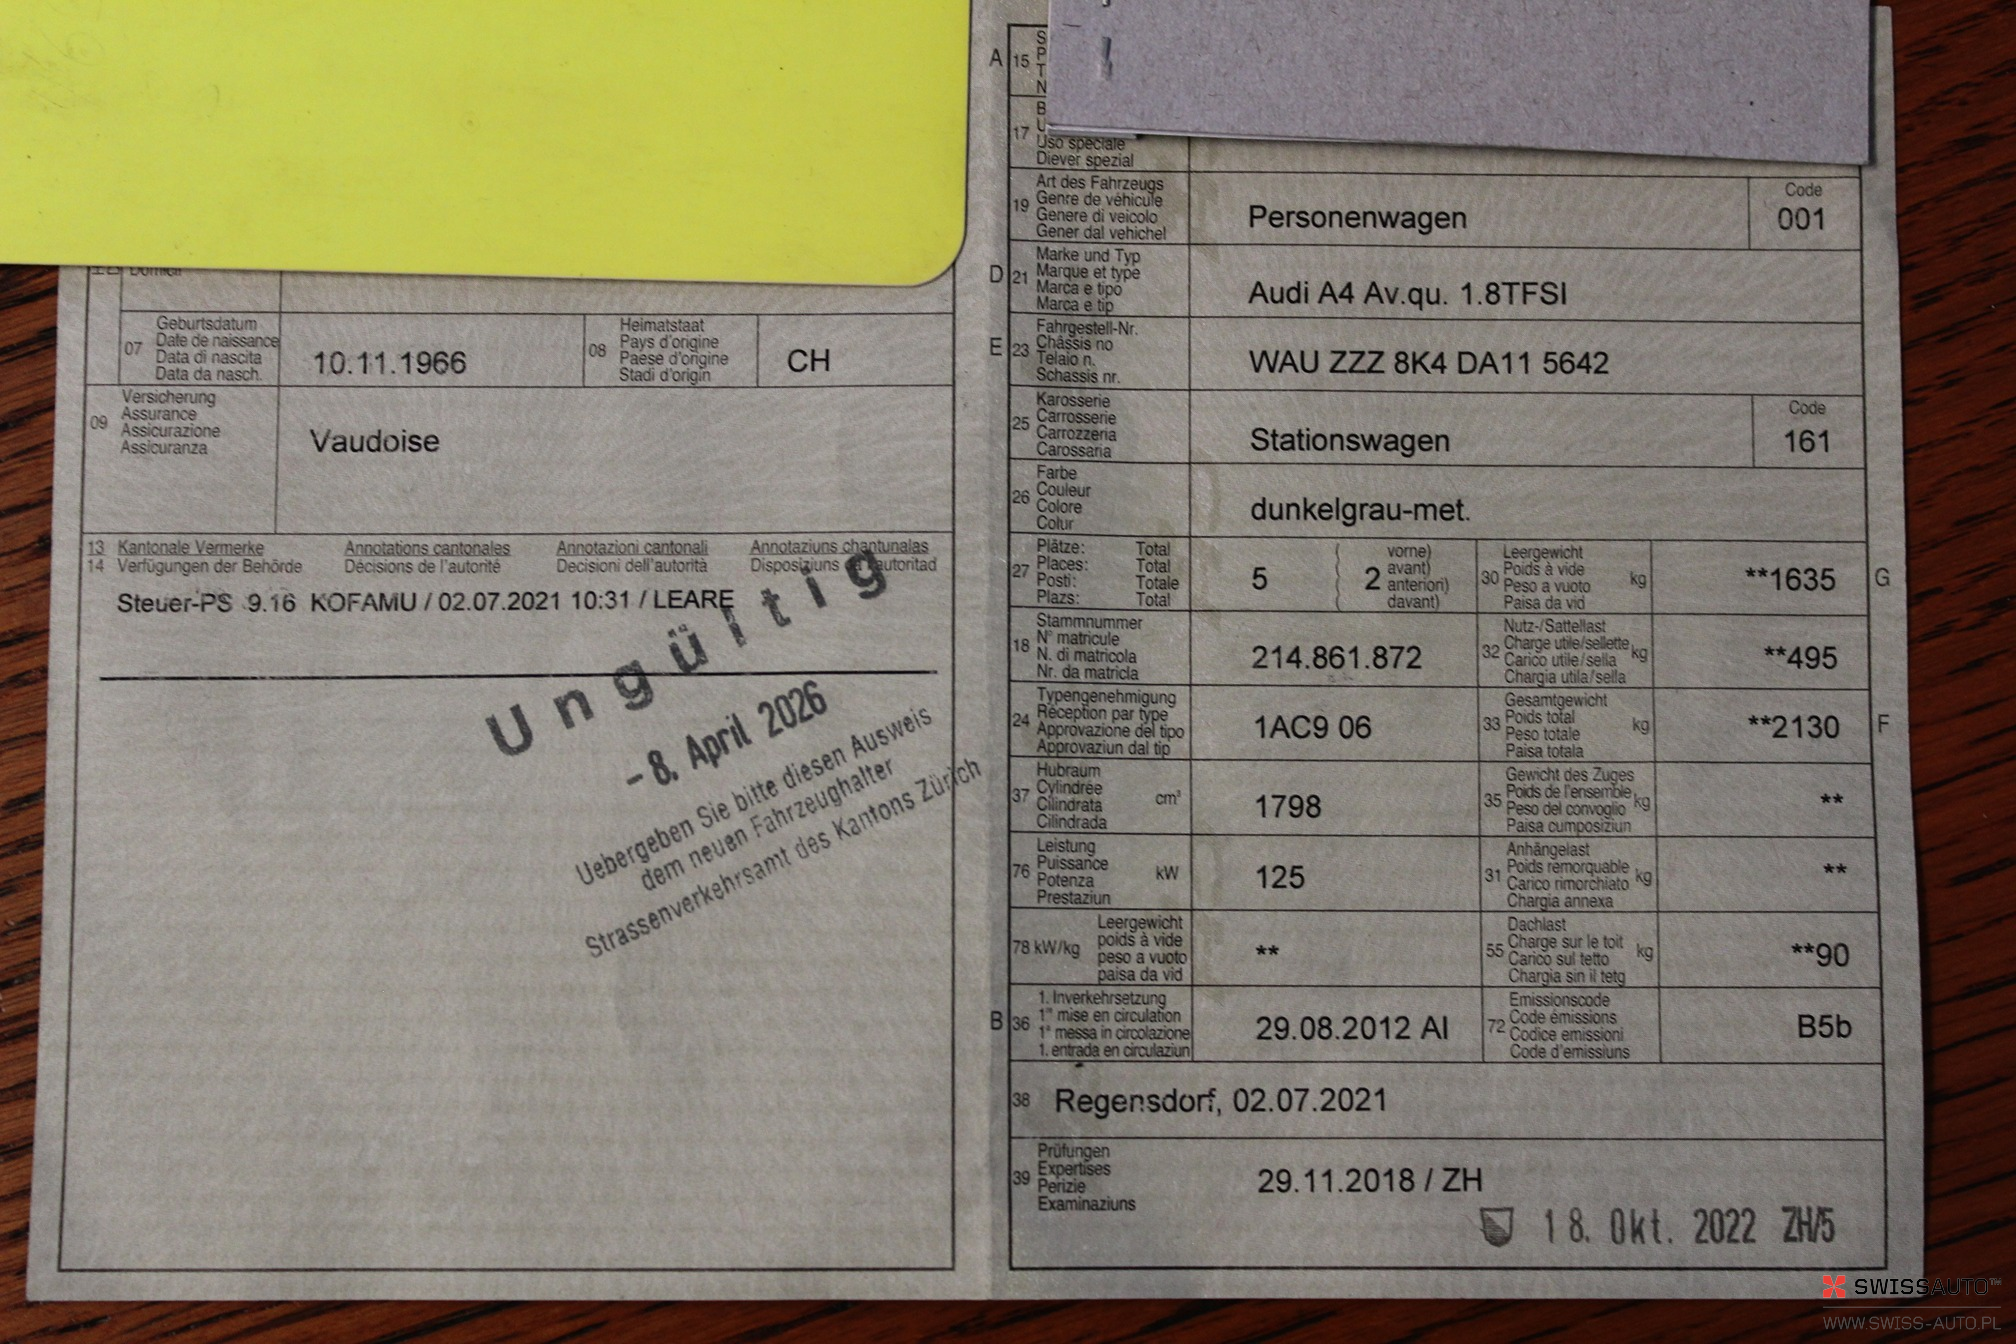 Domicil
07
Geburtsdatum
Date de naissance
Data di nascita
Data da nasch.
10.11.1966
08
Heimatstaat
Pays d'origine
Paese d'origine
Stadi d'origin
CH
09
Versicherung
Assurance
Assicurazione
Assicuranza
Vaudoise
13 Kantonale Vermerke Annotations cantonales Annotazioni cantonali Annotaziuns chantunalas
14 Verfügungen der Behörde Décisions de l'autorité Decisioni dell'autorità Disposiziuns autoritad
Steuer-PS 9.16 KOFAMU / 02.07.2021 10:31 / LEARE
Ungültig
- 8. April 2026
Uebergeben Sie bitte diesen Ausweis
dem neuen Fahrzeughalter
Strassenverkehrsamt des Kantons Zürich
A
15
S
P
T
N
17
B
U
Uso speciale
Diever spezial
19
Art des Fahrzeugs
Genre de véhicule
Genere di veicolo
Gener dal vehichel
Personenwagen
Code
001
D
21
Marke und Typ
Marque et type
Marca e tipo
Marca e tip
Audi A4 Av.qu. 1.8TFSI
E
23
Fahrgestell-Nr.
Châssis no
Telaio n.
Schassis nr.
WAU ZZZ 8K4 DA11 5642
25
Karosserie
Carrosserie
Carrozzeria
Carossaria
Stationswagen
Code
161
26
Farbe
Couleur
Colore
Colur
dunkelgrau-met.
27
Plätze: Total
Places: Total
Posti: Totale
Plazs: Total
5
2
vorne)
avant)
anteriori)
davant)
30
Leergewicht
Poids à vide
Peso a vuoto
Paisa da vid
kg
**1635
G
18
Stammnummer
N° matricule
N. di matricola
Nr. da matricla
214.861.872
32
Nutz-/Sattellast
Charge utile/sellette
Carico utile/sella
Chargia utila/sella
kg
**495
24
Typengenehmigung
Réception par type
Approvazione del tipo
Approvaziun dal tip
1AC9 06
33
Gesamtgewicht
Poids total
Peso totale
Paisa totala
kg
**2130
F
37
Hubraum
Cylindrée
Cilindrata
Cilindrada
cm³
1798
35
Gewicht des Zuges
Poids de l'ensemble
Peso del convoglio
Paisa cumposiziun
kg
**
76
Leistung
Puissance
Potenza
Prestaziun
kW
125
31
Anhängelast
Poids remorquable
Carico rimorchiato
Chargia annexa
kg
**
78 kW/kg
Leergewicht
poids à vide
peso a vuoto
paisa da vid
**
55
Dachlast
Charge sur le toit
Carico sul tetto
Chargia sin il tetg
kg
**90
B
36
1. Inverkehrsetzung
1re mise en circulation
1a messa in circolazione
1. entrada en circulaziun
29.08.2012 AI
72
Emissionscode
Code émissions
Codice emissioni
Code d'emissiuns
B5b
38
Regensdorf, 02.07.2021
39
Prüfungen
Expertises
Perizie
Examinaziuns
29.11.2018 / ZH
18. Okt. 2022 ZH/5
SWISSAUTO™
WWW.SWISS-AUTO.PL